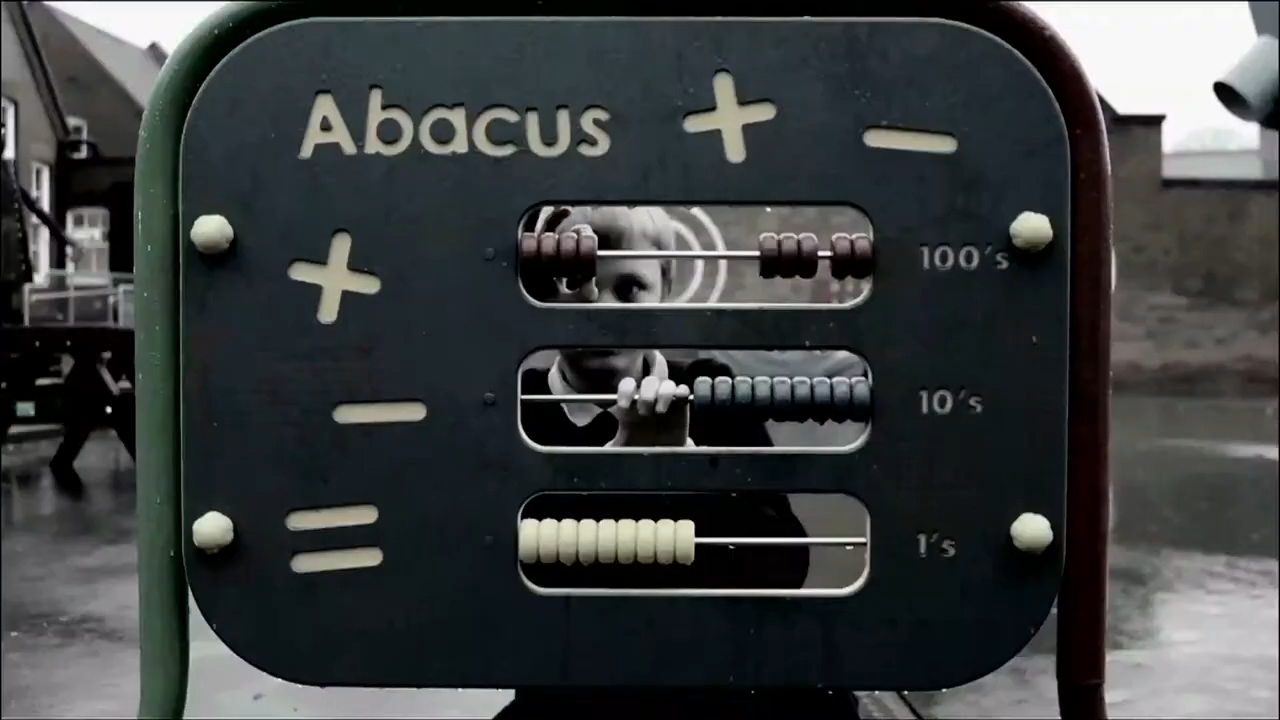 Abacus + −
+ 100's
− 10's
= 1's